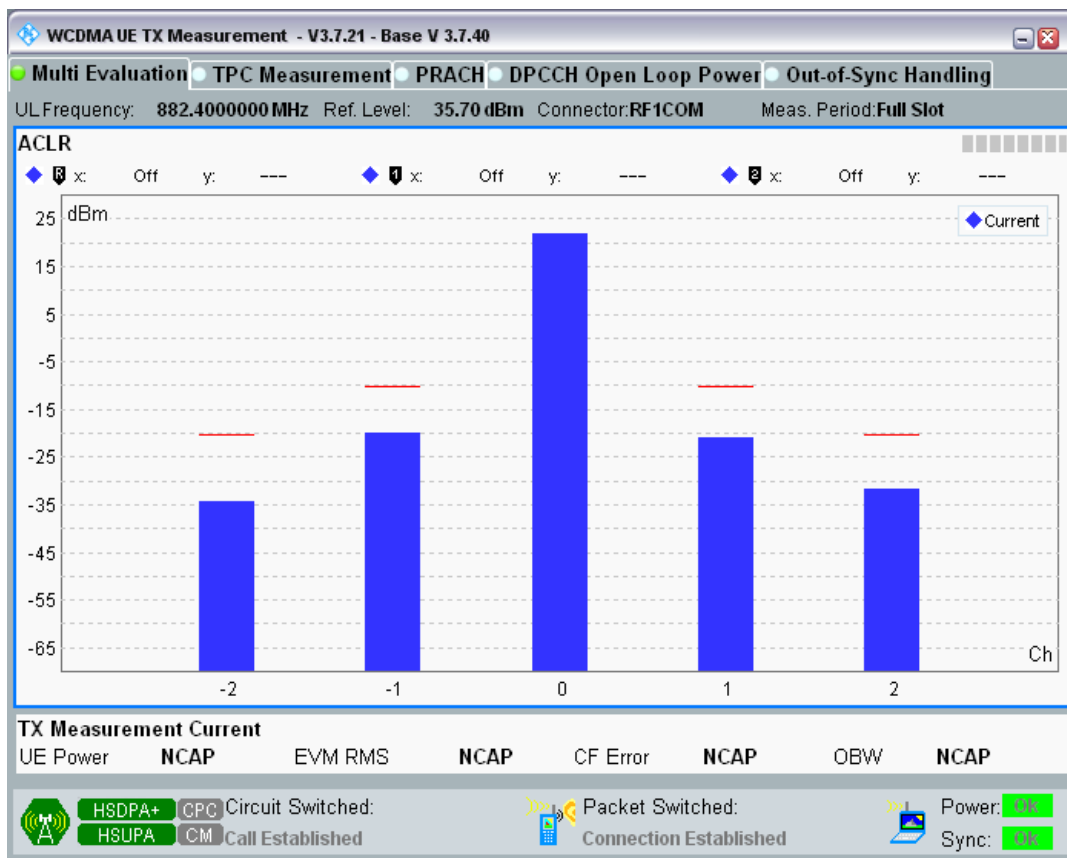 WCDMA UE TX Measurement - V3.7.21 - Base V 3.7.40
Multi Evaluation TPC Measurement PRACH DPCCH Open Loop Power Out-of-Sync Handling
UL Frequency: 882.4000000 MHz Ref. Level: 35.70 dBm Connector:RF1COM Meas. Period:Full Slot
ACLR
R x: Off y: --- 1 x: Off y: --- 2 x: Off y: ---
dBm
Current
25
15
5
-5
-15
-25
-35
-45
-55
-65
Ch
-2 -1 0 1 2
TX Measurement Current
UE Power NCAP EVM RMS NCAP CF Error NCAP OBW NCAP
HSDPA+ CPC Circuit Switched: Packet Switched: Power: Ok
HSUPA CM Call Established Connection Established Sync: Ok